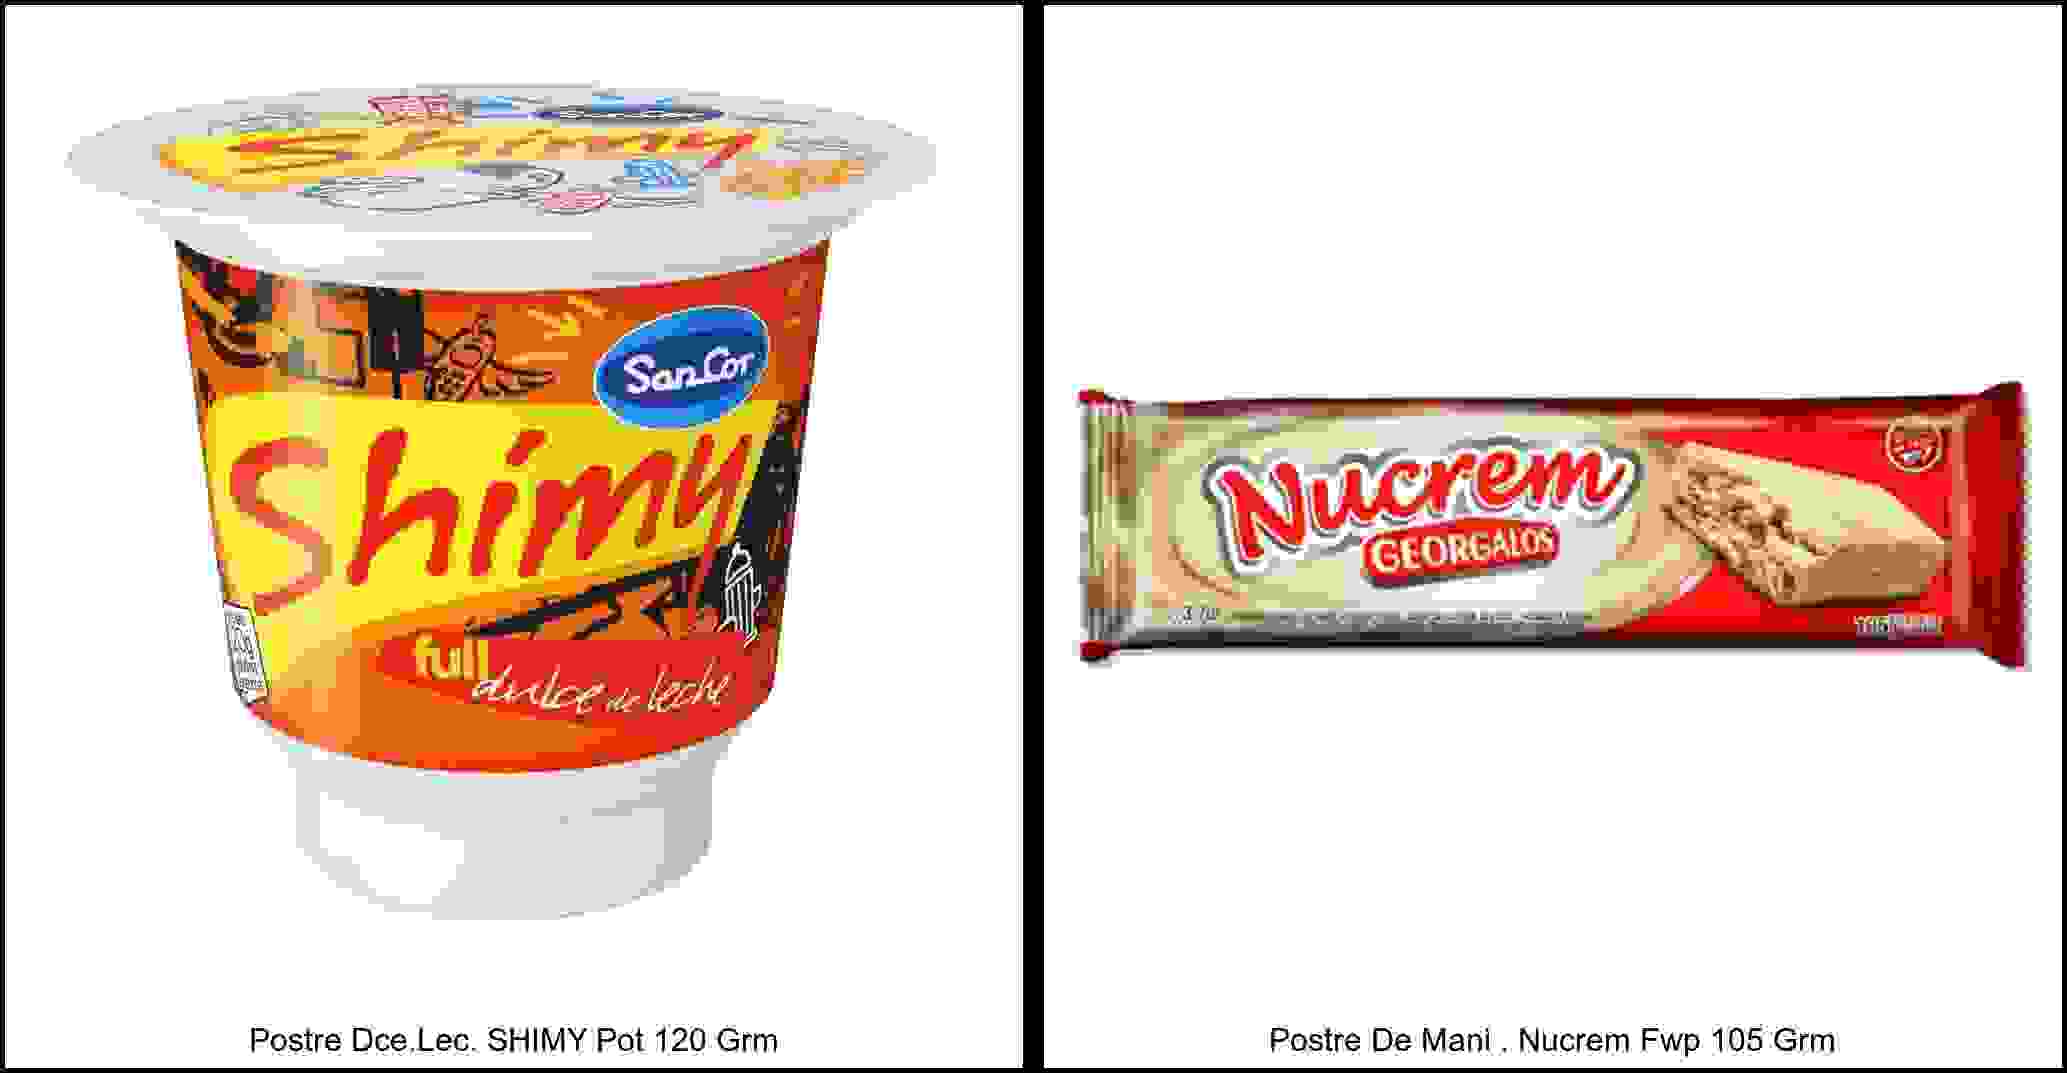 Shimy
SanCor
Shimy
full
dulce de leche
Nucrem
GEORGALOS
Postre Dce.Lec. SHIMY Pot 120 Grm
Postre De Mani . Nucrem Fwp 105 Grm